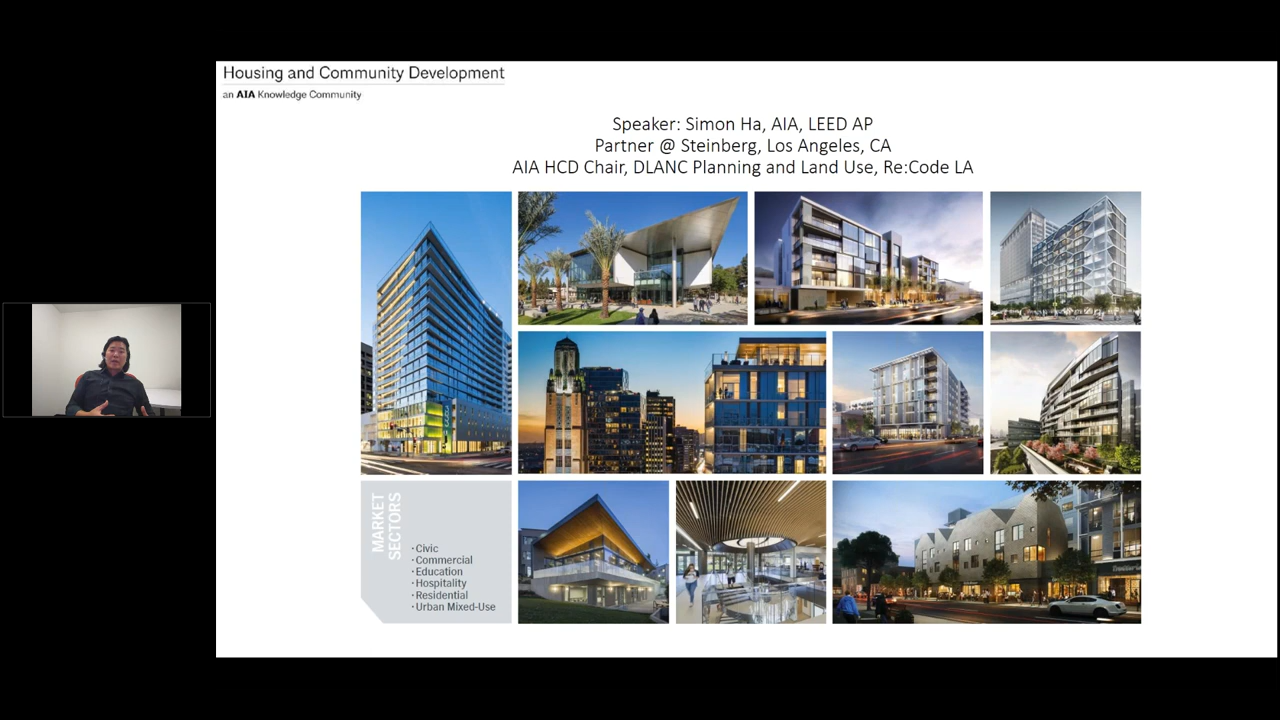 Housing and Community Development
an AIA Knowledge Community
Speaker: Simon Ha, AIA, LEED AP
Partner @ Steinberg, Los Angeles, CA
AIA HCD Chair, DLANC Planning and Land Use, Re:Code LA
MARKET
SECTORS
· Civic
· Commercial
· Education
· Hospitality
· Residential
· Urban Mixed-Use